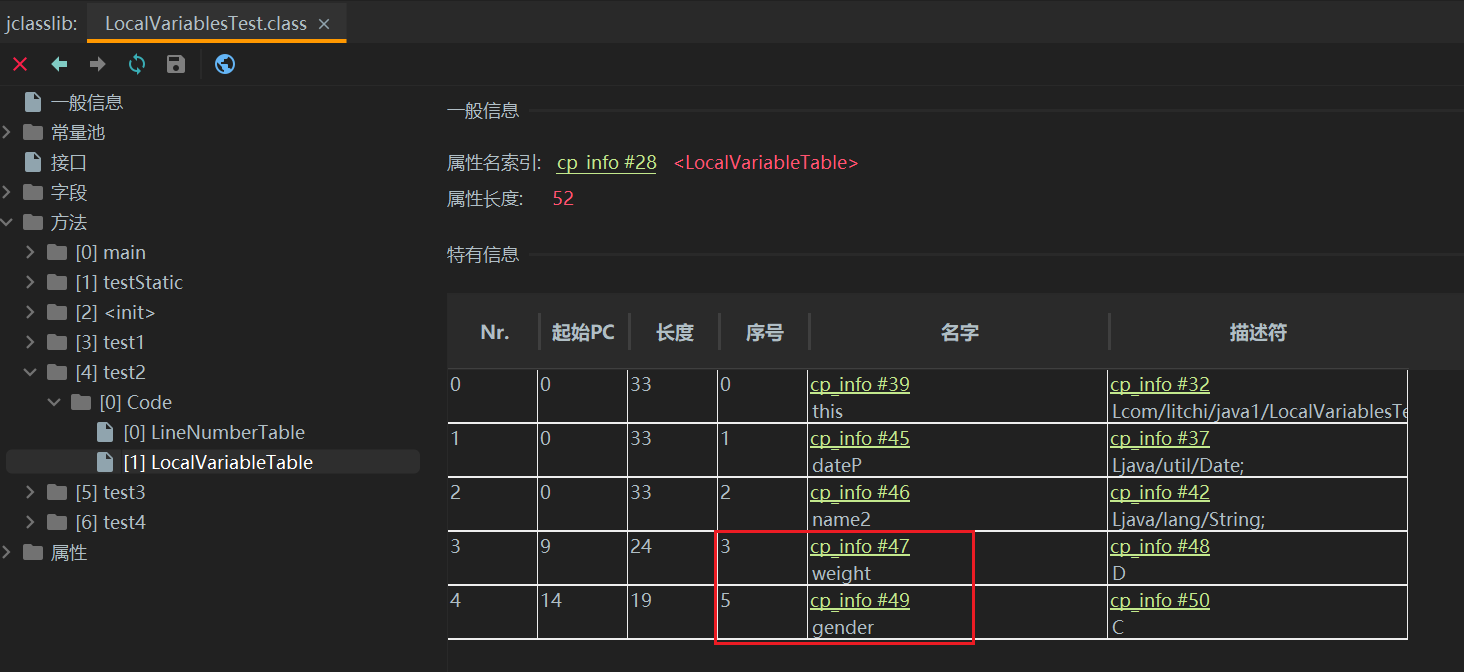 jclasslib: LocalVariablesTest.class
一般信息
常量池
接口
字段
方法
[0] main
[1] testStatic
[2] <init>
[3] test1
[4] test2
[0] Code
[0] LineNumberTable
[1] LocalVariableTable
[5] test3
[6] test4
属性
一般信息
属性名索引: cp_info #28 <LocalVariableTable>
属性长度: 52
特有信息
Nr. 起始PC 长度 序号 名字 描述符
0 0 33 0 cp_info #39 cp_info #32
this Lcom/litchi/java1/LocalVariablesTe
1 0 33 1 cp_info #45 cp_info #37
dateP Ljava/util/Date;
2 0 33 2 cp_info #46 cp_info #42
name2 Ljava/lang/String;
3 9 24 3 cp_info #47 cp_info #48
weight D
4 14 19 5 cp_info #49 cp_info #50
gender C